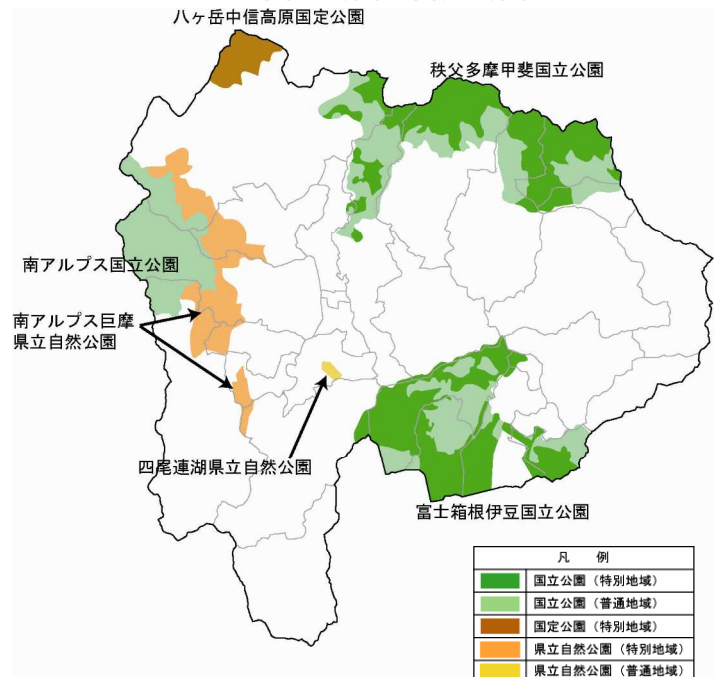 八ヶ岳中信高原国定公園
秩父多摩甲斐国立公園
南アルプス国立公園
南アルプス巨摩
県立自然公園
四尾連湖県立自然公園
富士箱根伊豆国立公園
凡 例
国立公園（特別地域）
国立公園（普通地域）
国定公園（特別地域）
県立自然公園（特別地域）
県立自然公園（普通地域）